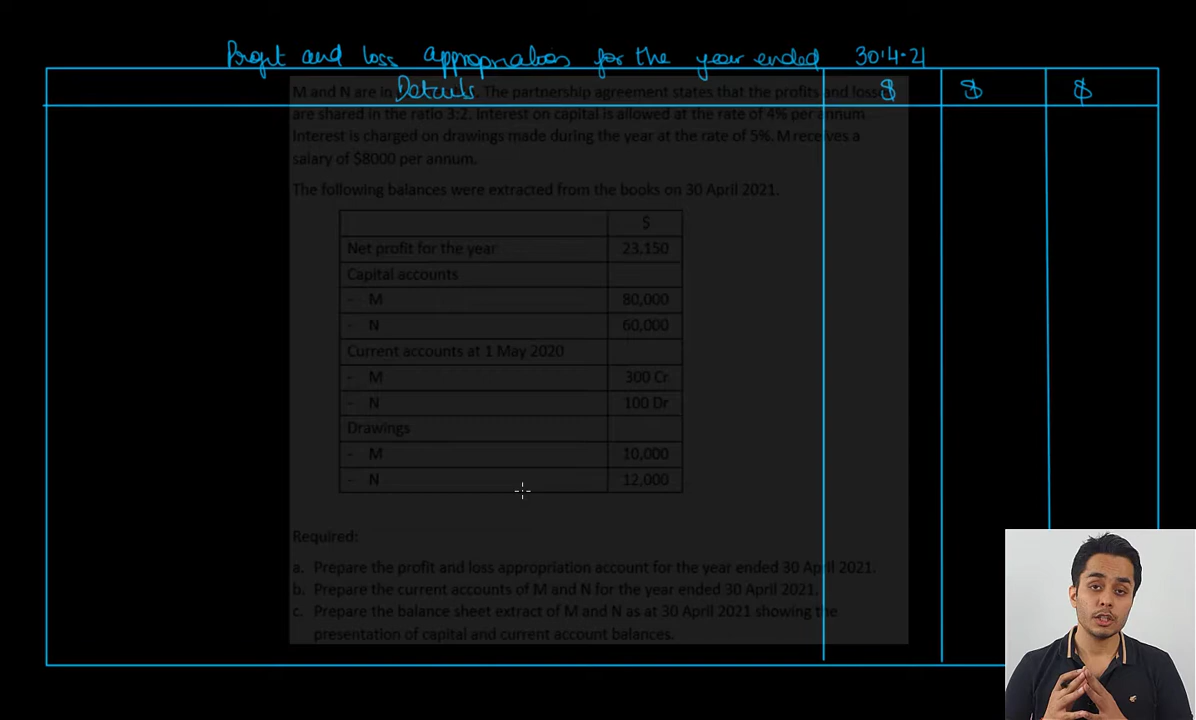 Profit and loss appropriation for the year ended 30.4.21
Details $ $ $
M and N are in The partnership agreement states that the profits and loss
are shared in the ratio 3:2. Interest on capital is allowed at the rate of 4% per annum
Interest is charged on drawings made during the year at the rate of 5%. M receives a
salary of $8000 per annum.
The following balances were extracted from the books on 30 April 2021.
$
Net profit for the year 23,150
Capital accounts
- M 80,000
- N 60,000
Current accounts at 1 May 2020
- M 300 Cr
- N 100 Dr
Drawings
- M 10,000
- N 12,000
Required:
a. Prepare the profit and loss appropriation account for the year ended 30 April 2021.
b. Prepare the current accounts of M and N for the year ended 30 April 2021.
c. Prepare the balance sheet extract of M and N as at 30 April 2021 showing the
presentation of capital and current account balances.